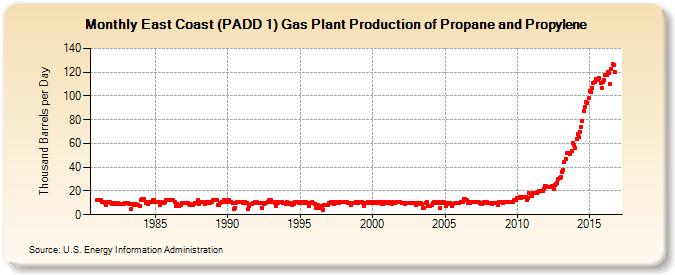 Monthly East Coast (PADD 1) Gas Plant Production of Propane and Propylene
Thousand Barrels per Day
140
120
100
80
60
40
20
0
1985 1990 1995 2000 2005 2010 2015
Source: U.S. Energy Information Administration